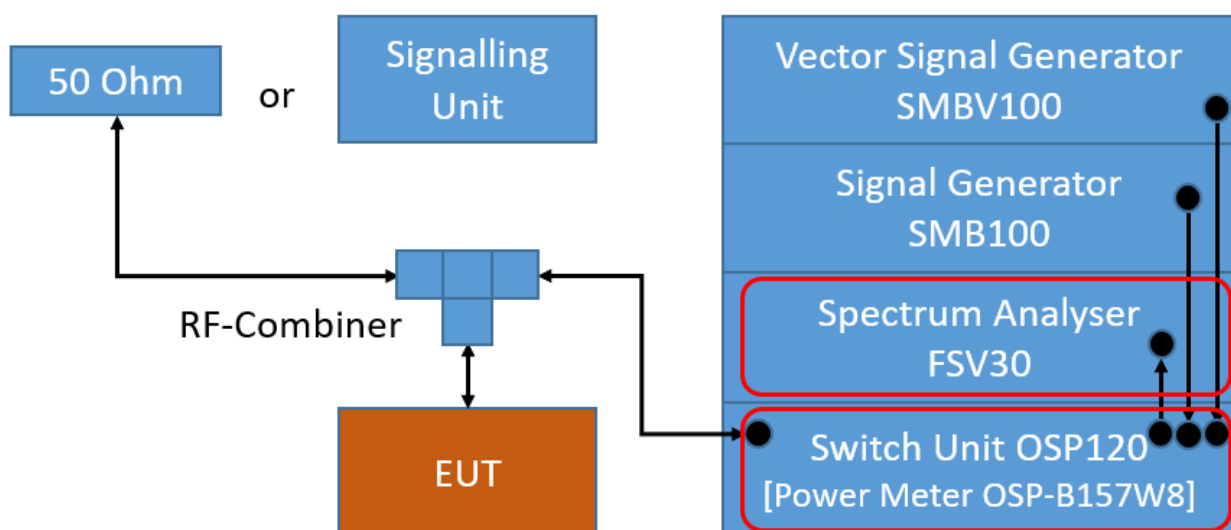 50 Ohm
or
Signalling
Unit
RF-Combiner
EUT
Vector Signal Generator
SMBV100
Signal Generator
SMB100
Spectrum Analyser
FSV30
Switch Unit OSP120
[Power Meter OSP-B157W8]